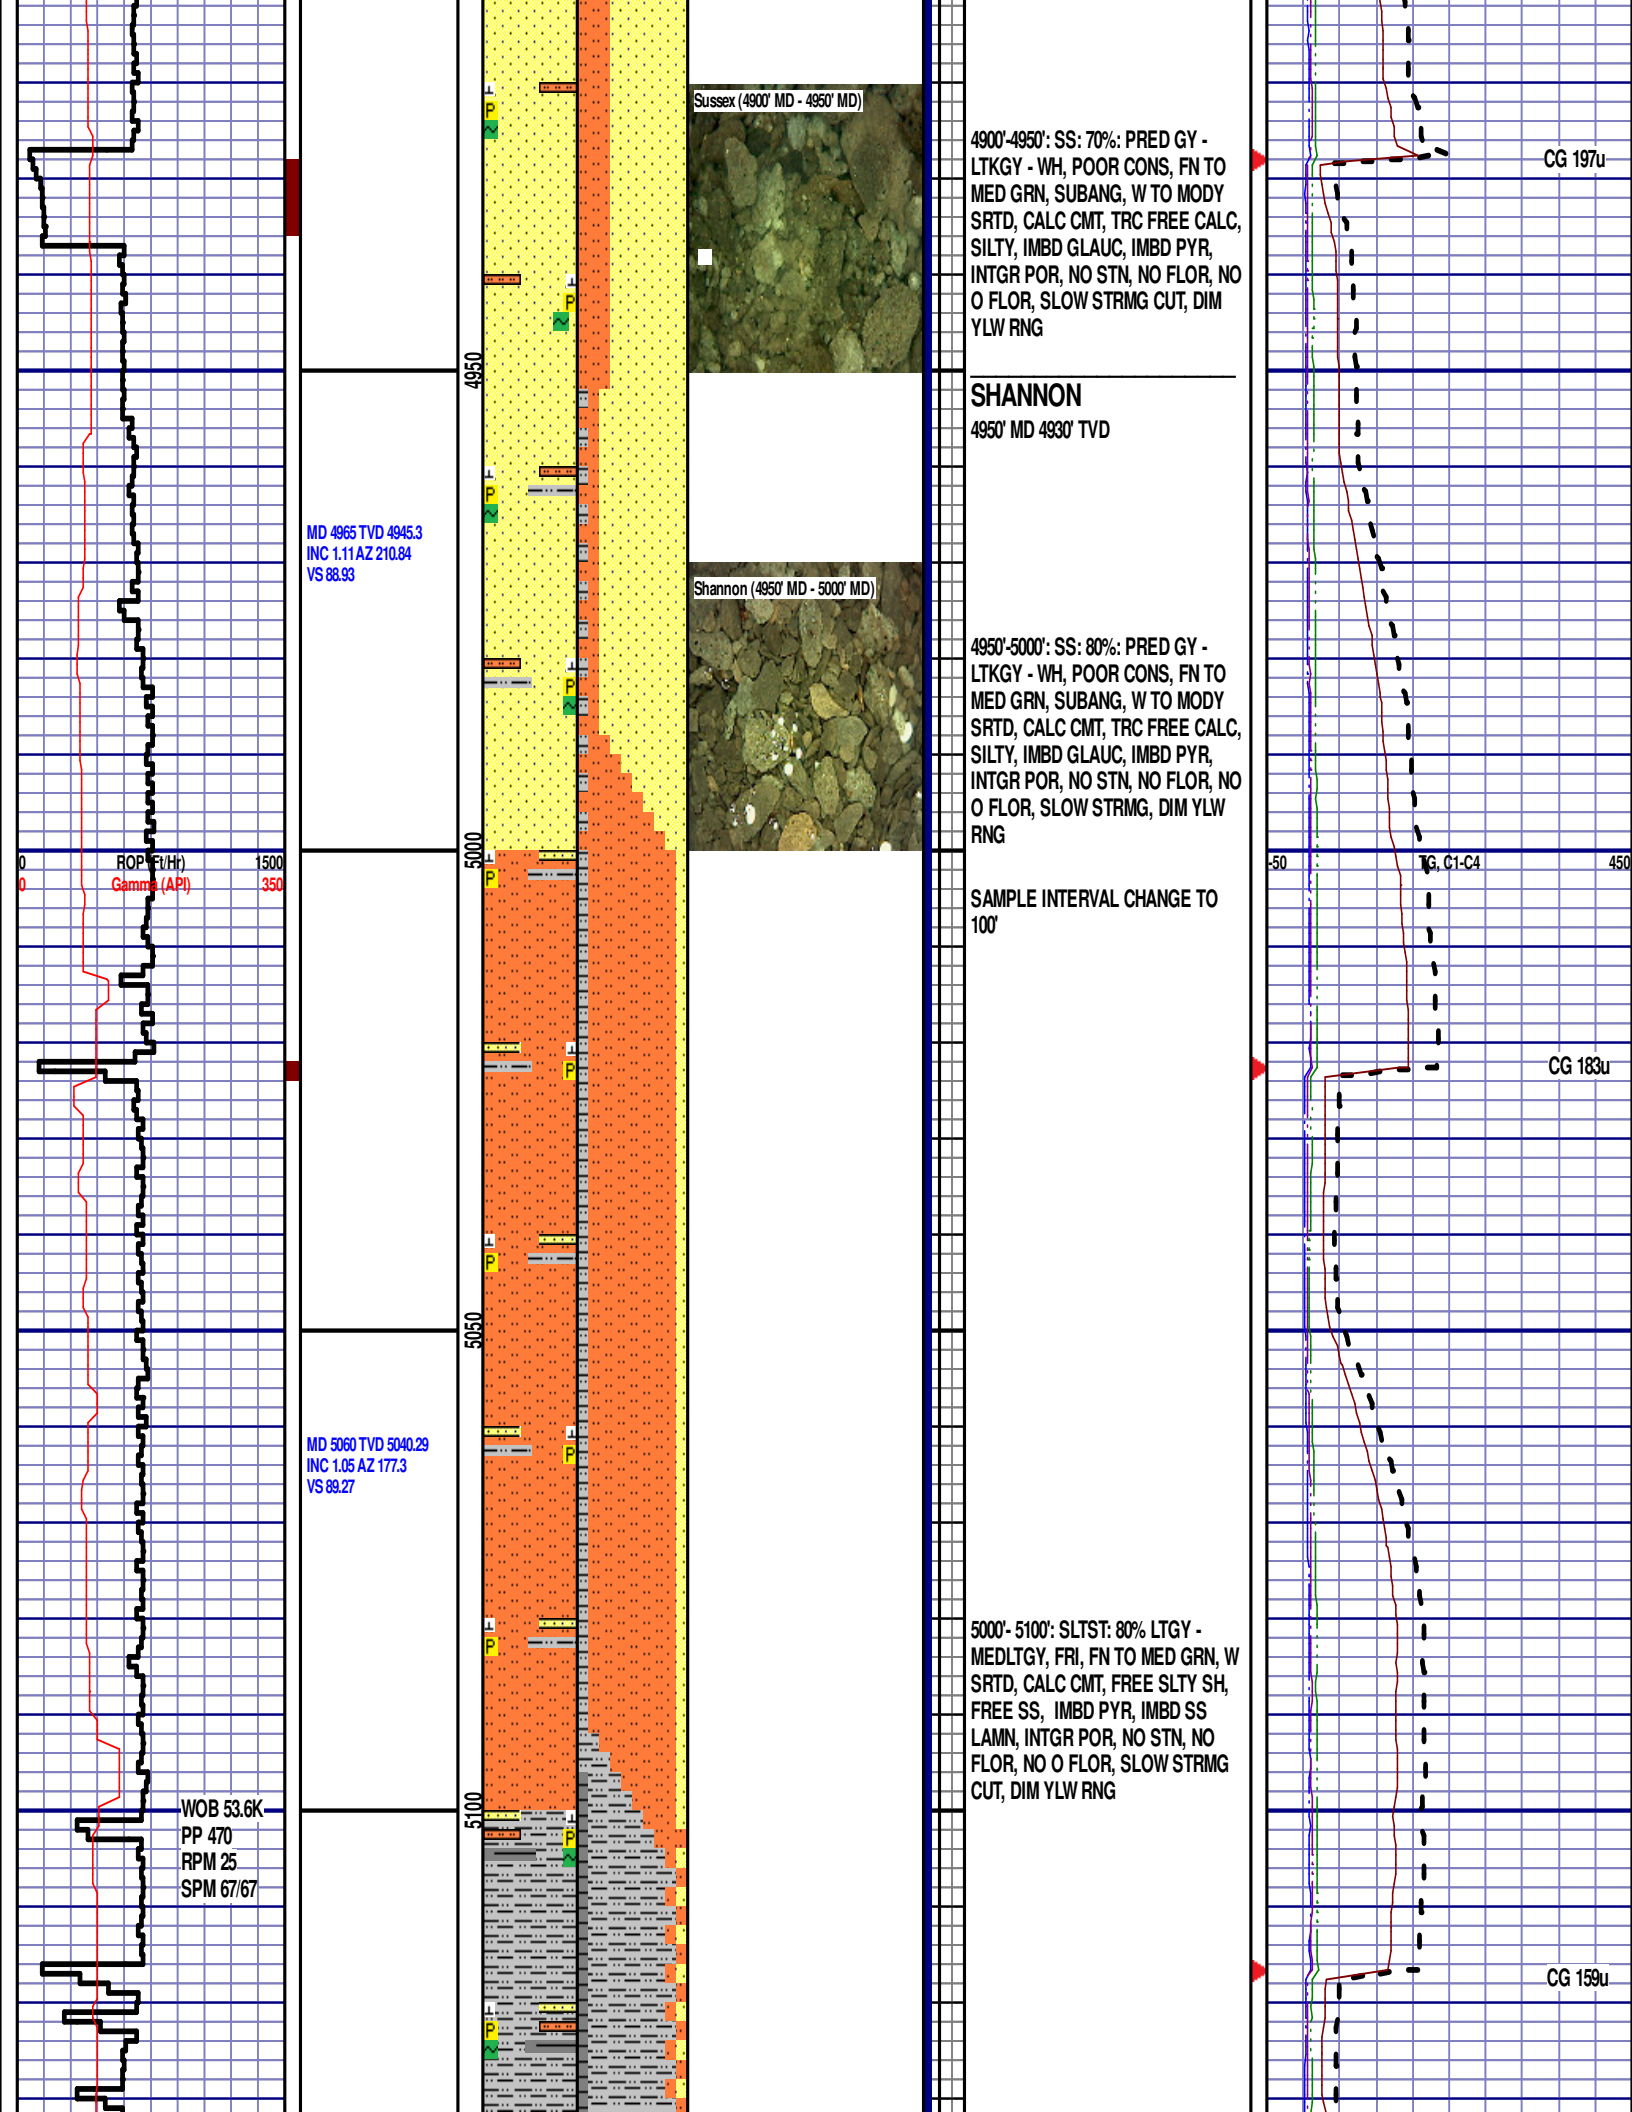 Sussex (4900' MD - 4950' MD)
4900'-4950': SS: 70%: PRED GY -
LTKGY - WH, POOR CONS, FN TO
MED GRN, SUBANG, W TO MODY
SRTD, CALC CMT, TRC FREE CALC,
SILTY, IMBD GLAUC, IMBD PYR,
INTGR POR, NO STN, NO FLOR, NO
O FLOR, SLOW STRMG CUT, DIM
YLW RNG
CG 197u
P
P
4950
SHANNON
4950' MD 4930' TVD
P
MD 4965 TVD 4945.3
INC 1.11 AZ 210.84
VS 88.93
Shannon (4950' MD - 5000' MD)
4950'-5000': SS: 80%: PRED GY -
LTKGY - WH, POOR CONS, FN TO
MED GRN, SUBANG, W TO MODY
SRTD, CALC CMT, TRC FREE CALC,
SILTY, IMBD GLAUC, IMBD PYR,
INTGR POR, NO STN, NO FLOR, NO
O FLOR, SLOW STRMG, DIM YLW
RNG
P
5000
0 ROP (Ft/Hr) 1500
0 Gamma (API) 350
-50 TG, C1-C4 450
P
SAMPLE INTERVAL CHANGE TO
100'
P
CG 183u
P
5050
MD 5060 TVD 5040.29
INC 1.05 AZ 177.3
VS 89.27
P
P
5000'- 5100': SLTST: 80% LTGY -
MEDLTGY, FRI, FN TO MED GRN, W
SRTD, CALC CMT, FREE SLTY SH,
FREE SS, IMBD PYR, IMBD SS
LAMN, INTGR POR, NO STN, NO
FLOR, NO O FLOR, SLOW STRMG
CUT, DIM YLW RNG
5100
WOB 53.6K
PP 470
RPM 25
SPM 67/67
P
CG 159u
P